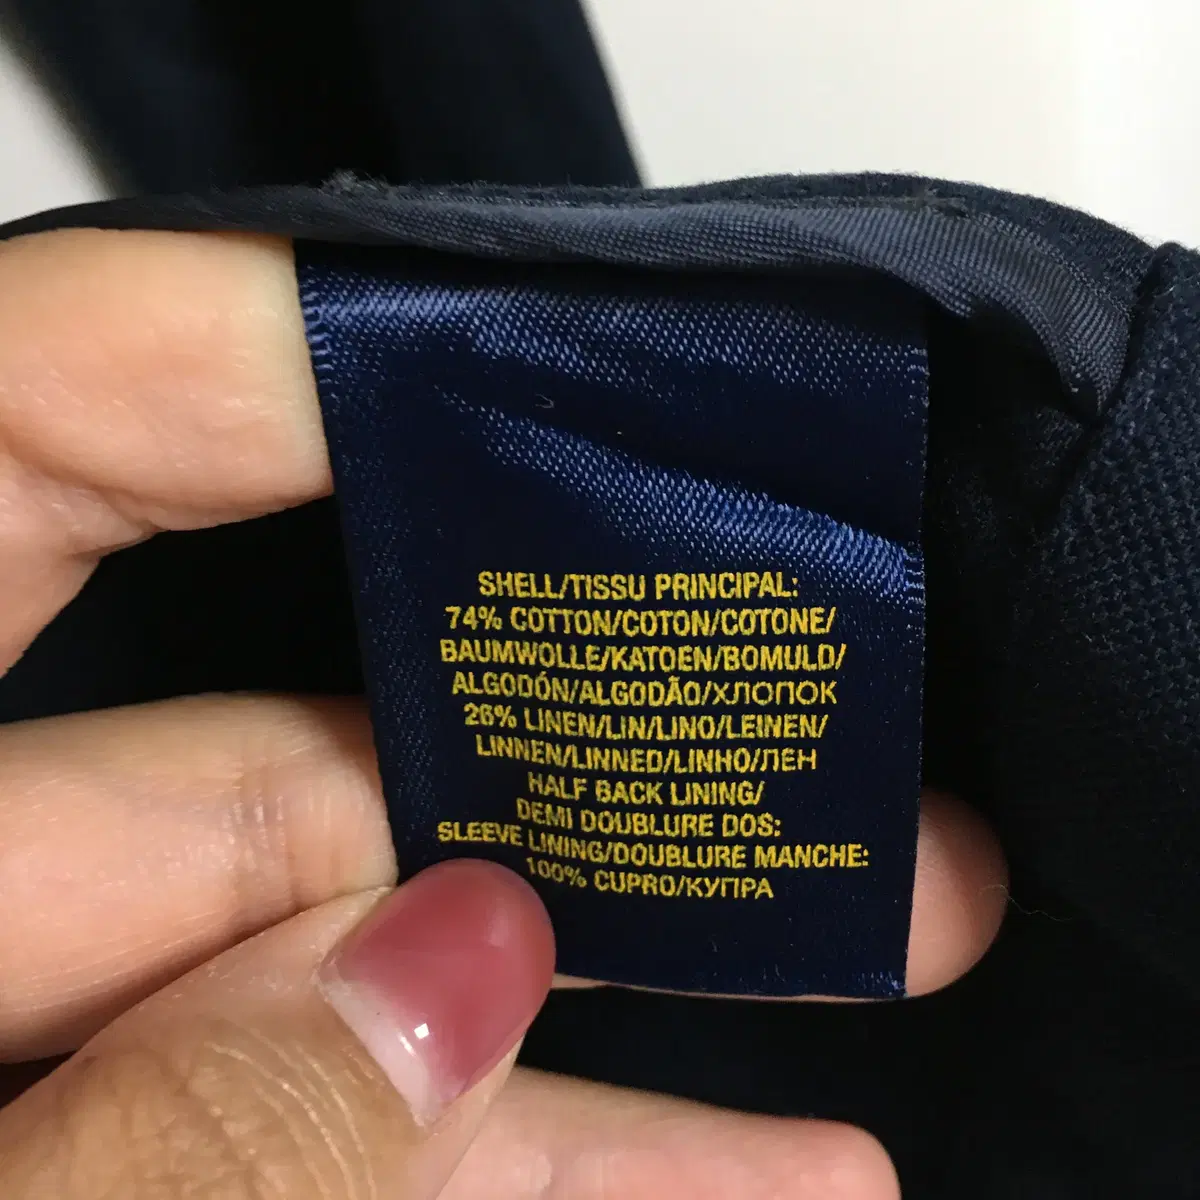 SHELL/TISSU PRINCIPAL:
74% COTTON/COTON/COTONE/
BAUMWOLLE/KATOEN/BOMULD/
ALGODÓN/ALGODÃO/ХЛОПОК
26% LINEN/LIN/LINO/LEINEN/
LINNEN/LINNED/LINHO/ЛЕН
HALF BACK LINING/
DEMI DOUBLURE DOS:
SLEEVE LINING/DOUBLURE MANCHE:
100% CUPRO/КУПРА